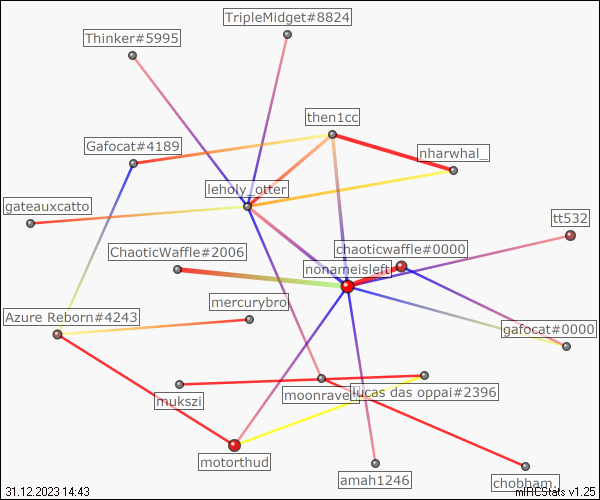 TripleMidget#8824
Thinker#5995
then1cc
Gafocat#4189
nharwhal_
leholy_otter
gateauxcatto
tt532
chaoticwaffle#0000
ChaoticWaffle#2006
nonameisleft
mercurybro
Azure Reborn#4243
gafocat#0000
mukszi
moonraven
lucas das oppai#2396
motorthud
amah1246
chobham.
31.12.2023 14:43
mIRCStats v1.25